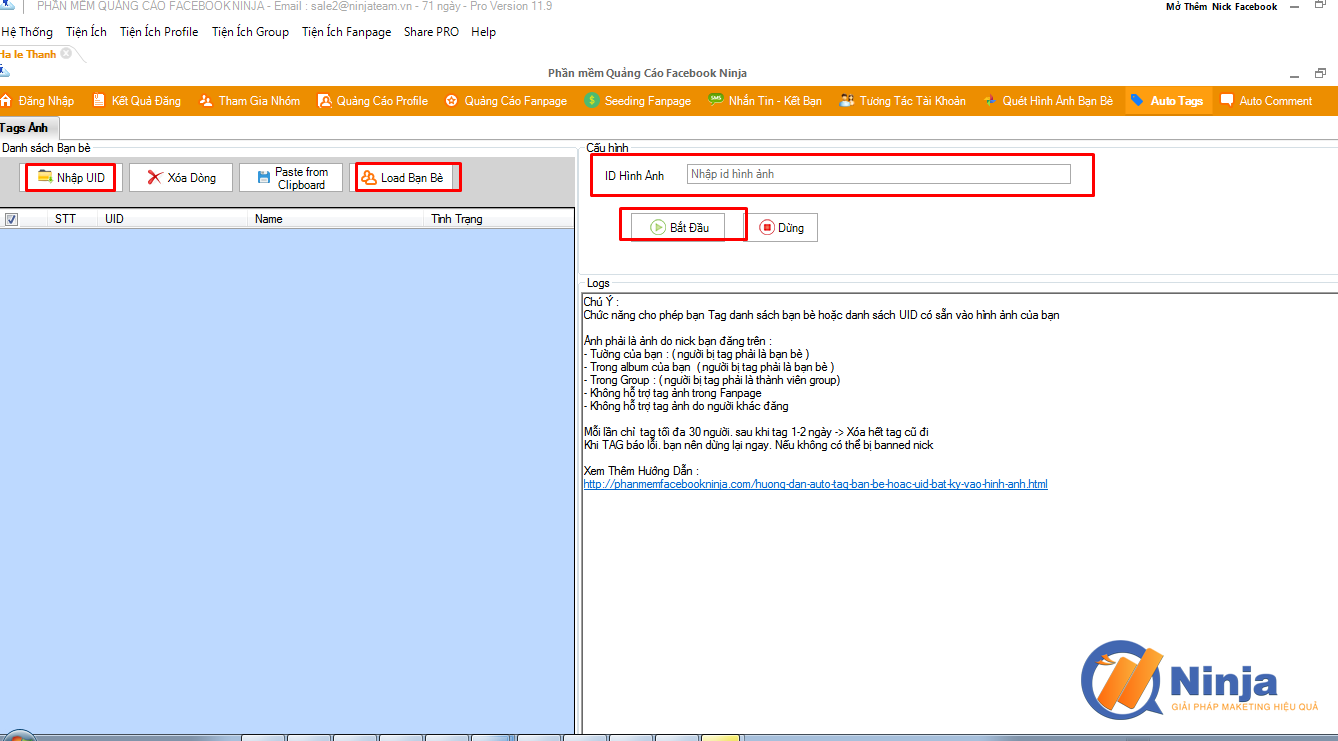 PHẦN MỀM QUẢNG CÁO FACEBOOK NINJA - Email : sale2@ninjateam.vn - 71 ngày - Pro Version 11.9
Mở Thêm Nick Facebook
Hệ Thống Tiện Ích Tiện Ích Profile Tiện Ích Group Tiện Ích Fanpage Share PRO Help
Ha le Thanh
Phần mềm Quảng Cáo Facebook Ninja
Đăng Nhập Kết Quả Đăng Tham Gia Nhóm Quảng Cáo Profile Quảng Cáo Fanpage Seeding Fanpage Nhắn Tin - Kết Bạn Tương Tác Tài Khoản Quét Hình Ảnh Bạn Bè Auto Tags Auto Comment
Tags Ảnh
Danh sách Bạn bè
Nhập UID Xóa Dòng Paste from Clipboard Load Bạn Bè
STT UID Name Tình Trạng
Cấu hình
ID Hình Ảnh Nhập id hình ảnh
Bắt Đầu Dừng
Logs
Chú Ý :
Chức năng cho phép bạn Tag danh sách bạn bè hoặc danh sách UID có sẵn vào hình ảnh của bạn
Ảnh phải là ảnh do nick bạn đăng trên :
- Tường của bạn : ( người bị tag phải là bạn bè )
- Trong album của bạn ( người bị tag phải là bạn bè )
- Trong Group : ( người bị tag phải là thành viên group)
- Không hỗ trợ tag ảnh trong Fanpage
- Không hỗ trợ tag ảnh do người khác đăng
Mỗi lần chỉ tag tối đa 30 người. sau khi tag 1-2 ngày -> Xóa hết tag cũ đi
Khi TAG báo lỗi. bạn nên dừng lại ngay. Nếu không có thể bị banned nick
Xem Thêm Hướng Dẫn :
http://phanmemfacebookninja.com/huong-dan-auto-tag-ban-be-hoac-uid-bat-ky-vao-hinh-anh.html
Ninja
GIẢI PHÁP MAKETING HIỆU QUẢ